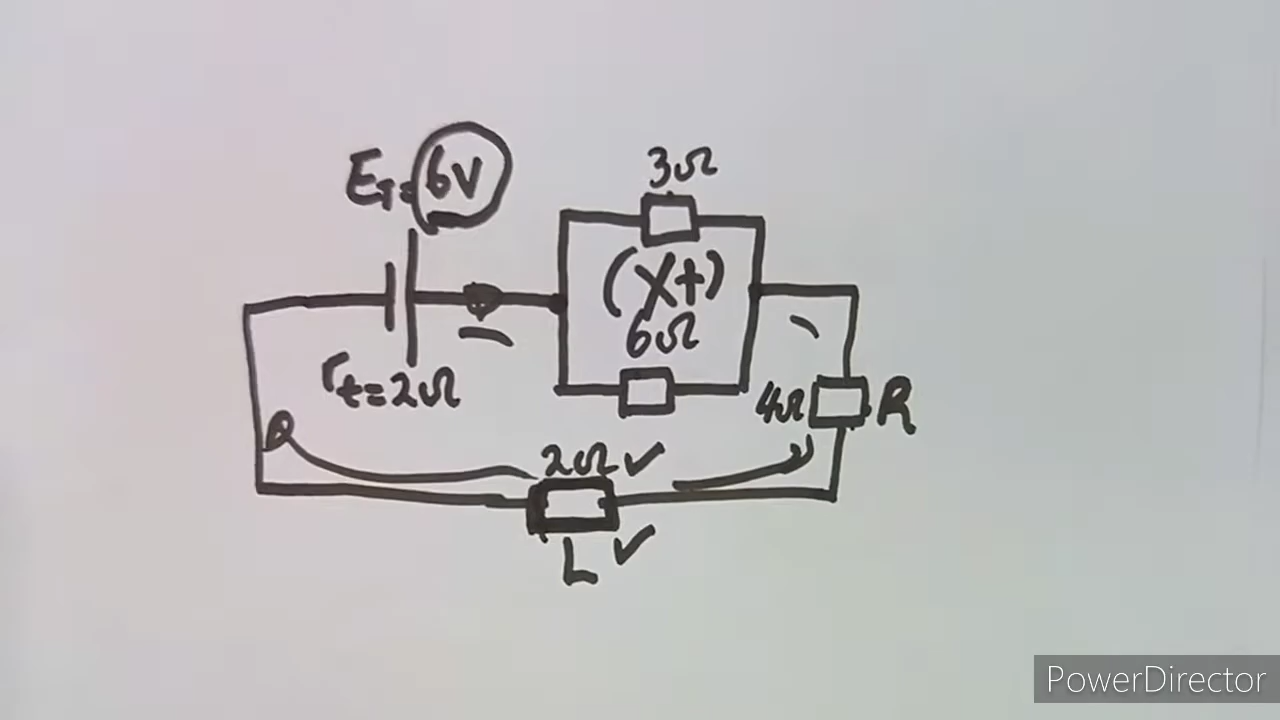 E_T = 6V
3Ω
(X+)
6Ω
r_t = 2Ω
4Ω R
2Ω ✓
L ✓
PowerDirector